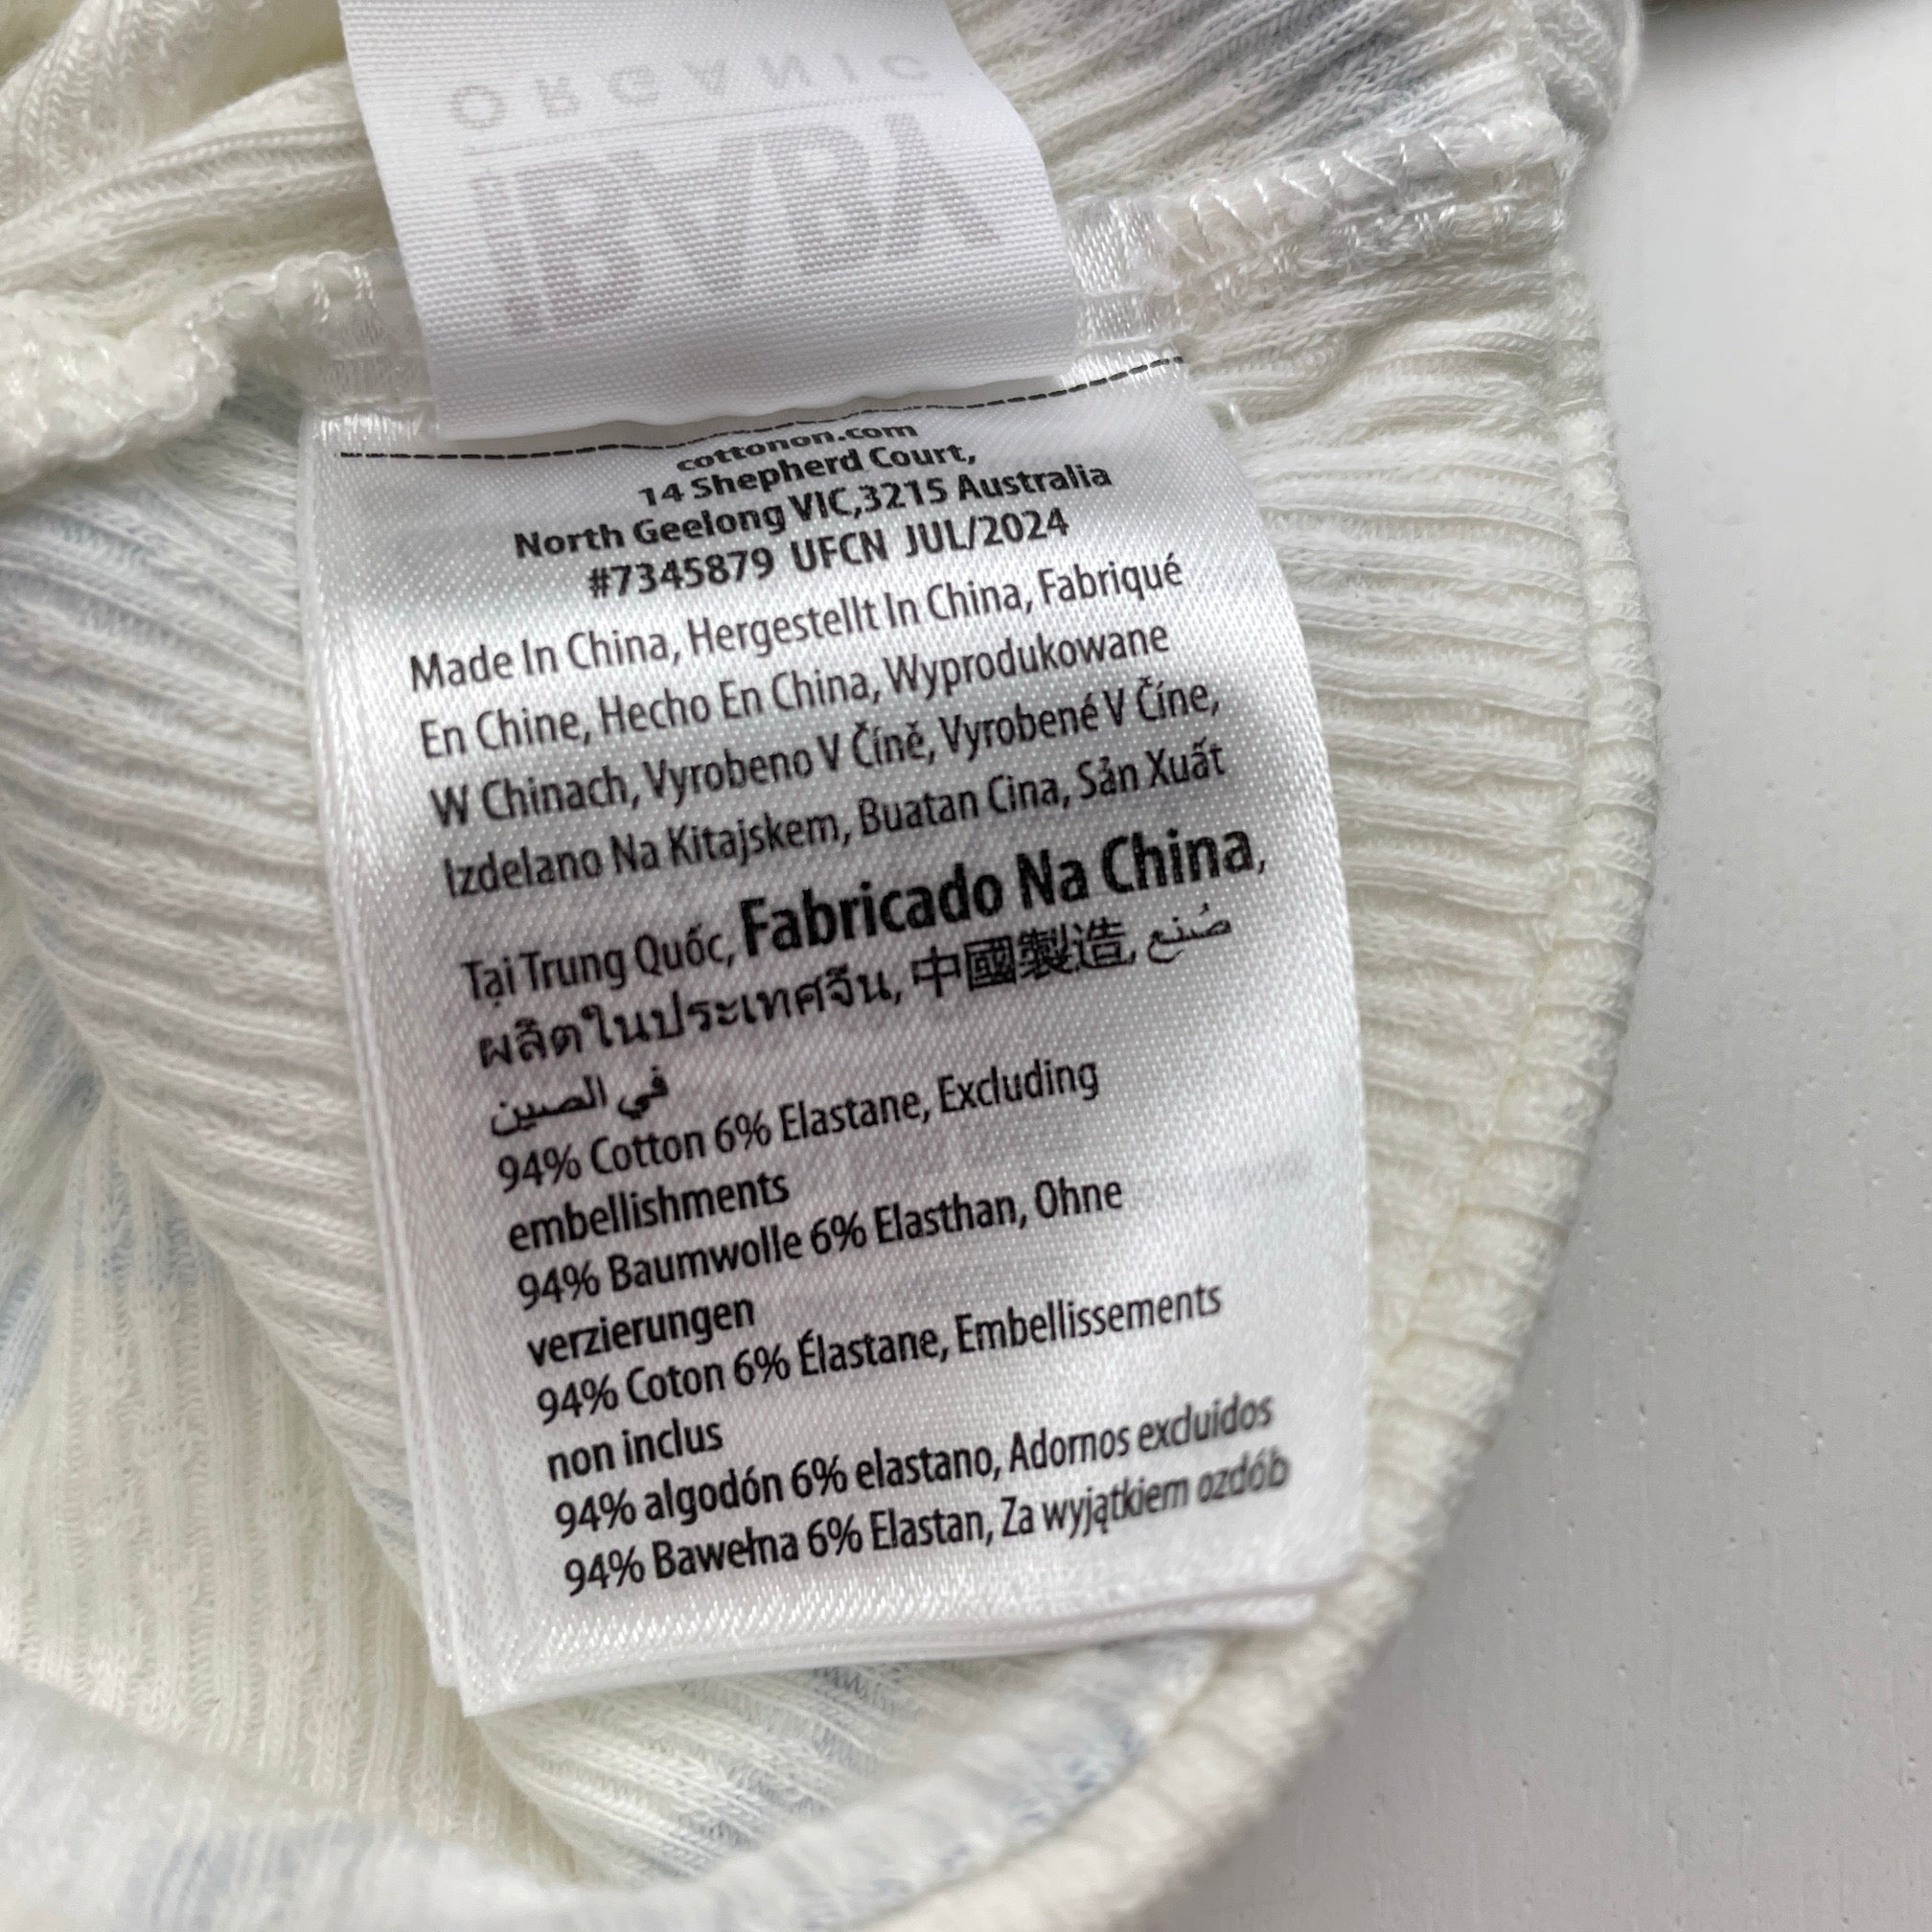 ORGANIC
cottonon.com
14 Shepherd Court,
North Geelong VIC,3215 Australia
#7345879 UFCN JUL/2024
Made In China, Hergestellt In China, Fabriqué
En Chine, Hecho En China, Wyprodukowane
W Chinach, Vyrobeno V Číně, Vyrobené V Číne,
Izdelano Na Kitajskem, Buatan Cina, Sản Xuất
Tại Trung Quốc, Fabricado Na China,
ผลิตในประเทศจีน, 中國製造, صُنع
في الصين
94% Cotton 6% Elastane, Excluding
embellishments
94% Baumwolle 6% Elasthan, Ohne
verzierungen
94% Coton 6% Élastane, Embellissements
non inclus
94% algodón 6% elastano, Adornos excluidos
94% Bawełna 6% Elastan, Za wyjątkiem ozdób